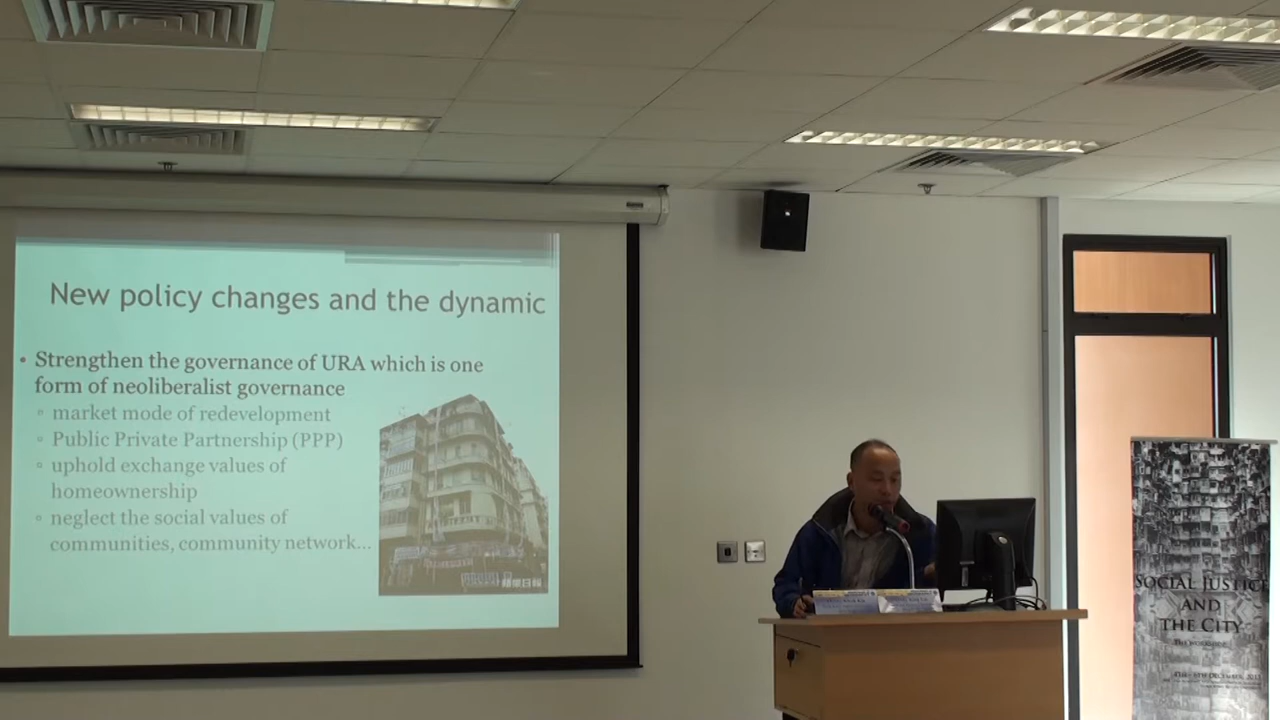 New policy changes and the dynamic
• Strengthen the governance of URA which is one
form of neoliberalist governance
◦ market mode of redevelopment
◦ Public Private Partnership (PPP)
◦ uphold exchange values of
homeownership
◦ neglect the social values of
communities, community network...
Social Justice
and
the City